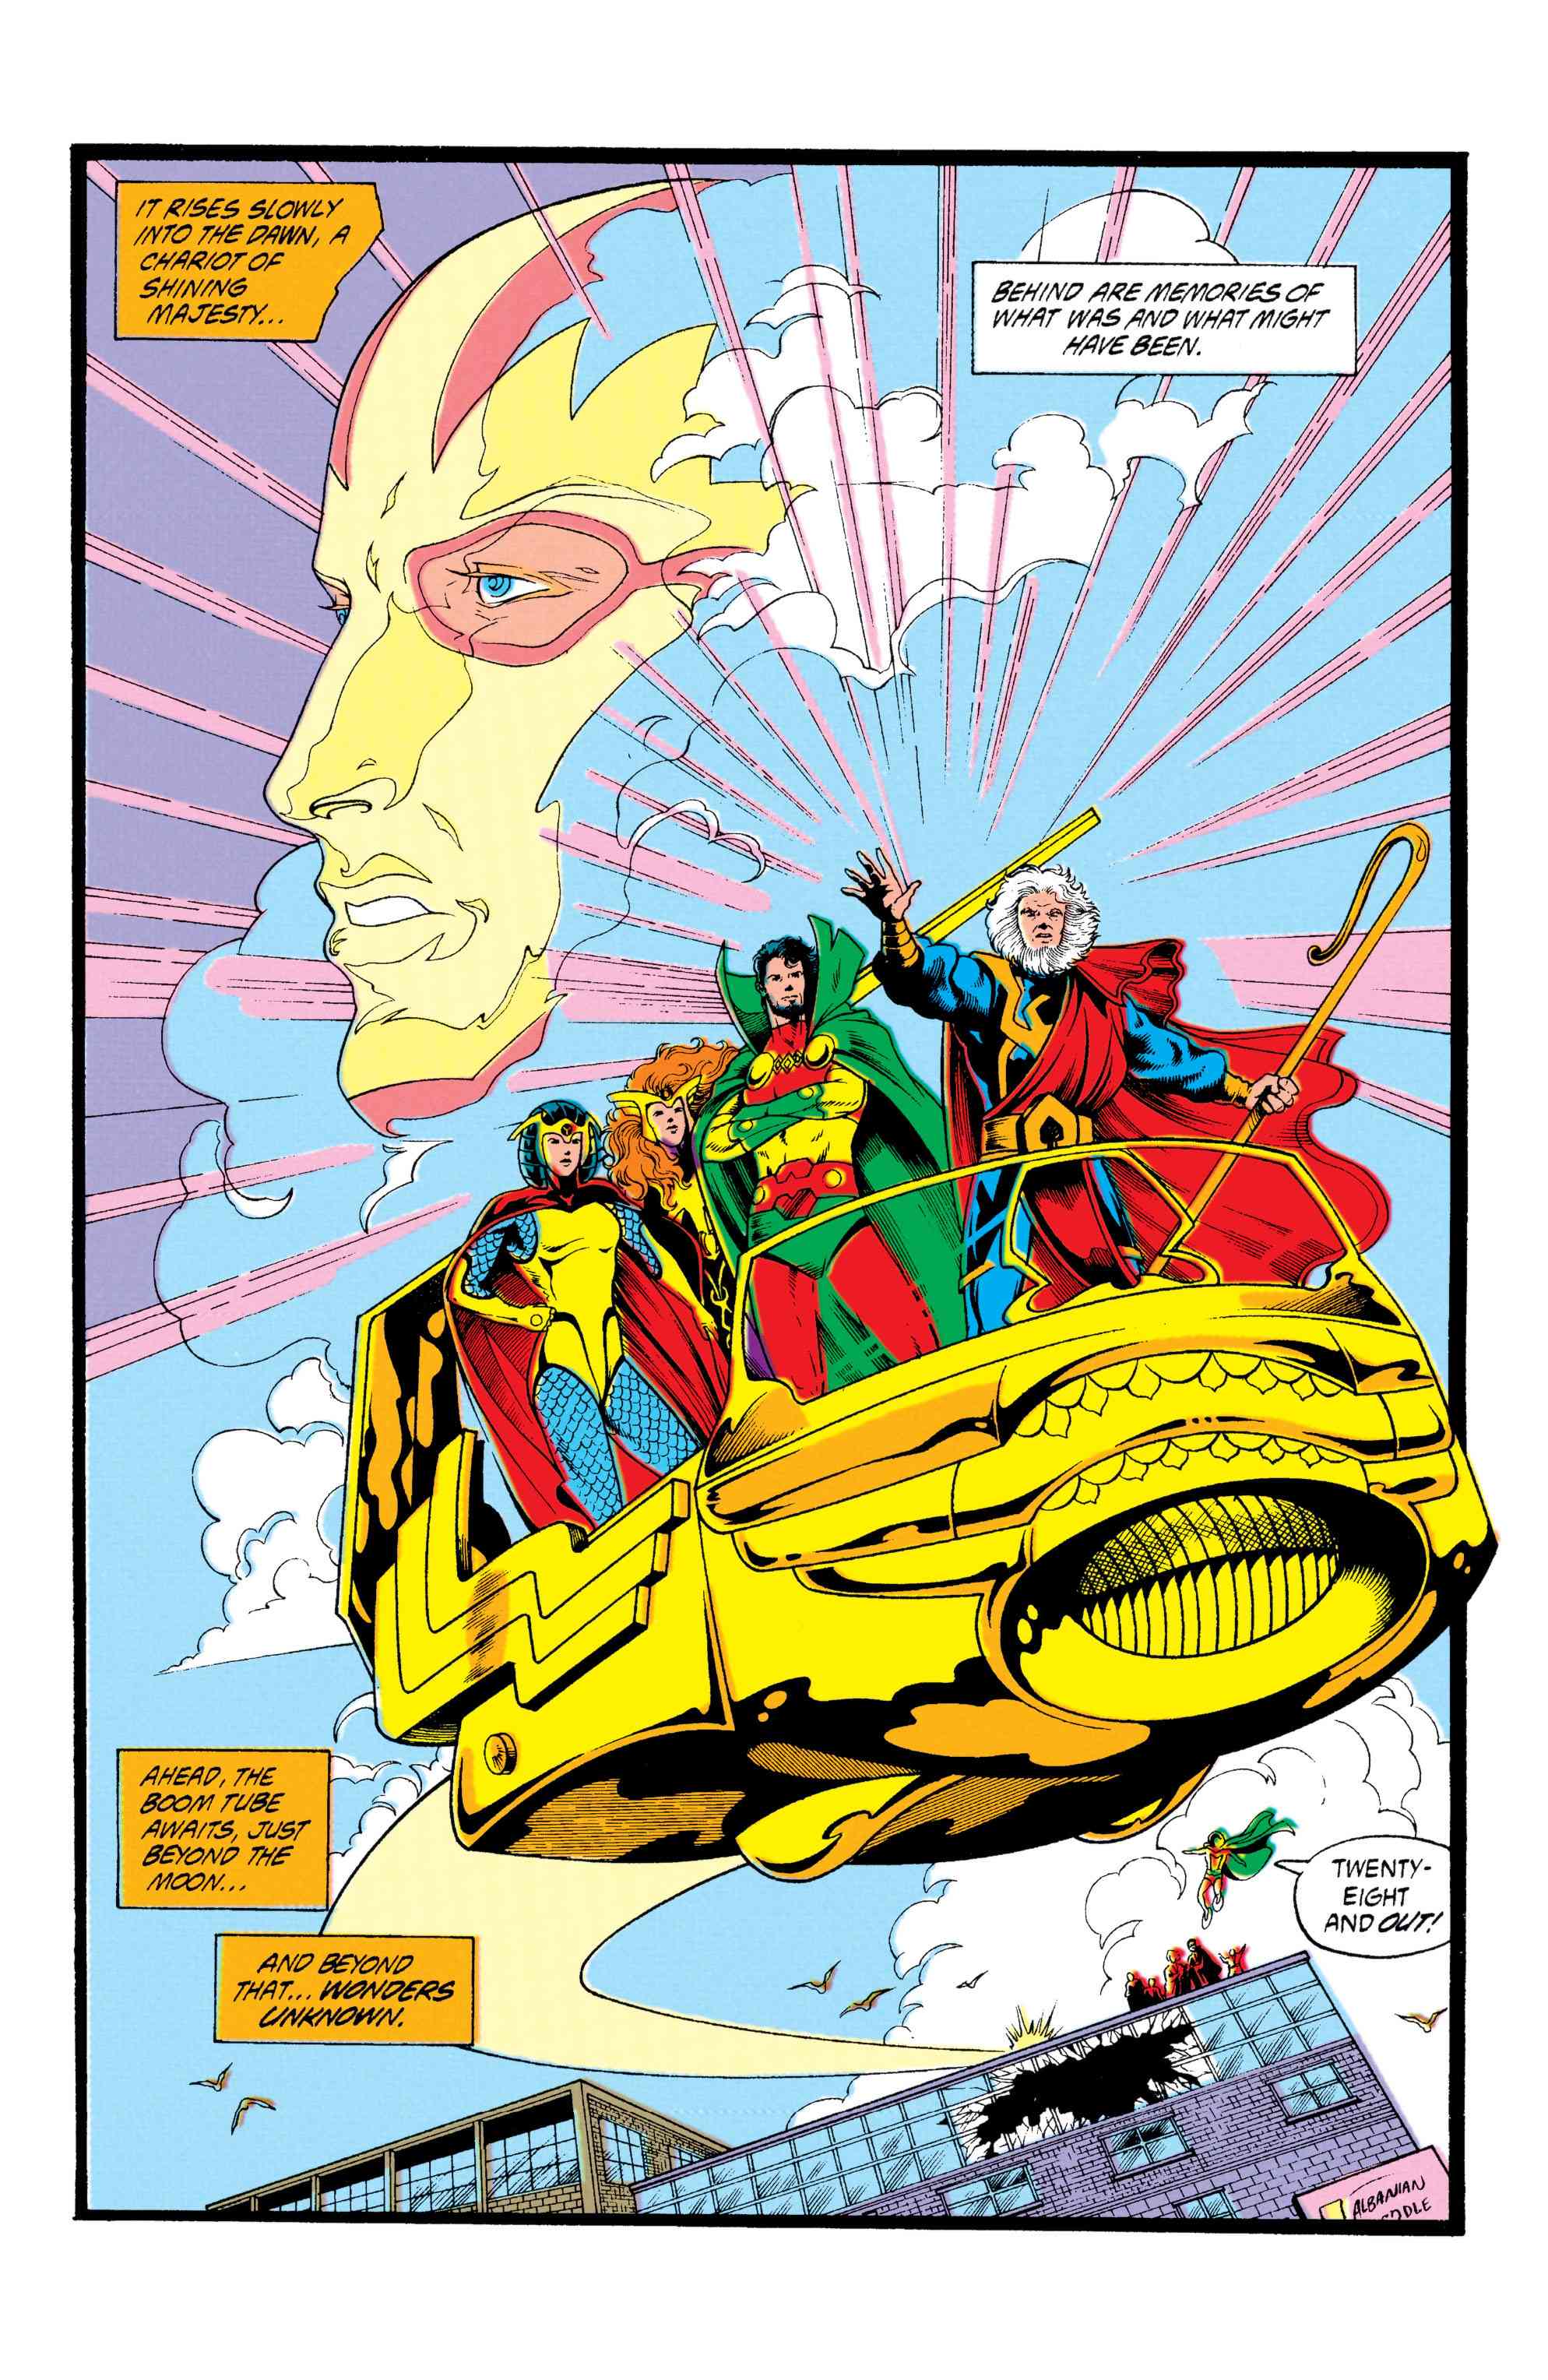 IT RISES SLOWLY
INTO THE DAWN, A
CHARIOT OF
SHINING
MAJESTY...
BEHIND ARE MEMORIES OF
WHAT WAS AND WHAT MIGHT
HAVE BEEN.
AHEAD, THE
BOOM TUBE
AWAITS, JUST
BEYOND THE
MOON...
AND BEYOND
THAT... WONDERS
UNKNOWN.
TWENTY-
EIGHT
AND OUT!
ALBANIAN